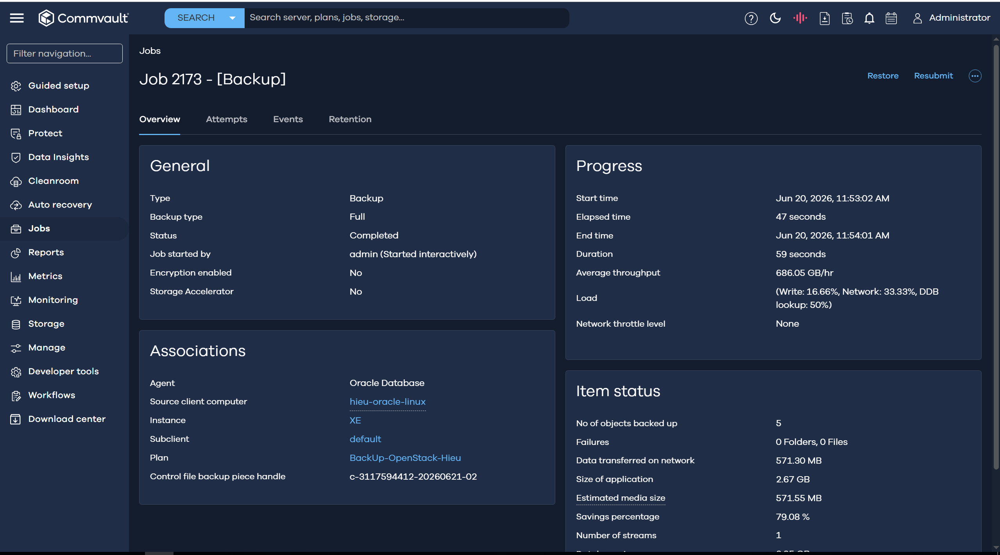 Commvault
SEARCH
Search server, plans, jobs, storage...
Administrator
Filter navigation...
Guided setup
Dashboard
Protect
Data Insights
Cleanroom
Auto recovery
Jobs
Reports
Metrics
Monitoring
Storage
Manage
Developer tools
Workflows
Download center
Jobs
Job 2173 - [Backup]
Restore
Resubmit
Overview
Attempts
Events
Retention
General
Type Backup
Backup type Full
Status Completed
Job started by admin (Started interactively)
Encryption enabled No
Storage Accelerator No
Associations
Agent Oracle Database
Source client computer hieu-oracle-linux
Instance XE
Subclient default
Plan BackUp-OpenStack-Hieu
Control file backup piece handle c-3117594412-20260621-02
Progress
Start time Jun 20, 2026, 11:53:02 AM
Elapsed time 47 seconds
End time Jun 20, 2026, 11:54:01 AM
Duration 59 seconds
Average throughput 686.05 GB/hr
Load (Write: 16.66%, Network: 33.33%, DDB
lookup: 50%)
Network throttle level None
Item status
No of objects backed up 5
Failures 0 Folders, 0 Files
Data transferred on network 571.30 MB
Size of application 2.67 GB
Estimated media size 571.55 MB
Savings percentage 79.08 %
Number of streams 1